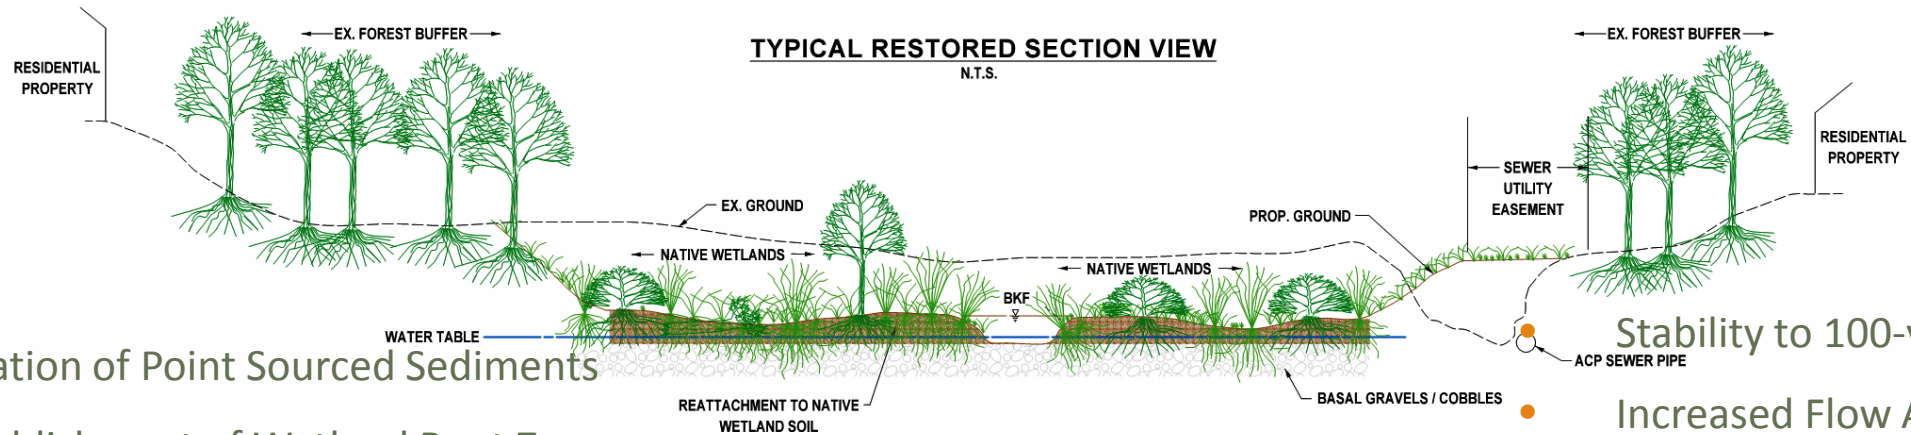 TYPICAL RESTORED SECTION VIEW
N.T.S.
EX. FOREST BUFFER
EX. FOREST BUFFER
RESIDENTIAL
PROPERTY
RESIDENTIAL
PROPERTY
SEWER
UTILITY
EASEMENT
EX. GROUND
PROP. GROUND
NATIVE WETLANDS
NATIVE WETLANDS
BKF
WATER TABLE
ACP SEWER PIPE
BASAL GRAVELS / COBBLES
REATTACHMENT TO NATIVE
WETLAND SOIL
of Point Sourced Sediments
of Wetland
Stability to 100-
Increased Flow